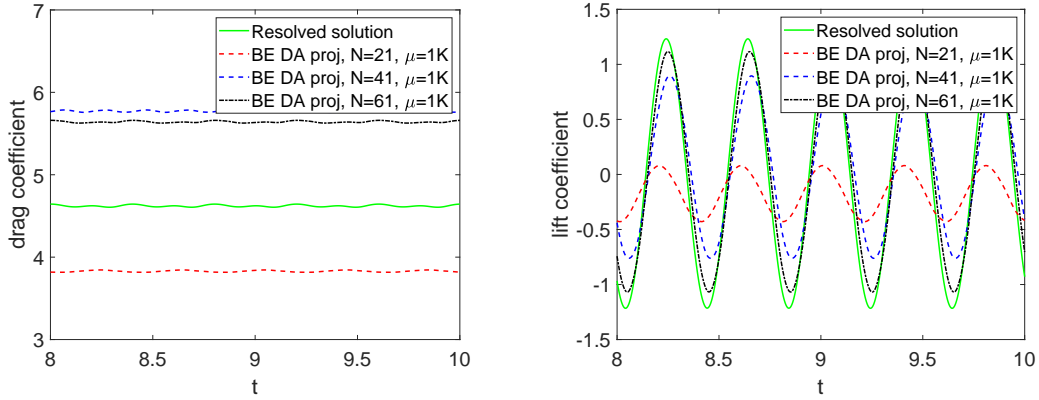 7
6
5
4
3
drag coefficient
Resolved solution
BE DA proj, N=21, μ=1K
BE DA proj, N=41, μ=1K
BE DA proj, N=61, μ=1K
8 8.5 9 9.5 10
t
1.5
1
0.5
0
-0.5
-1
-1.5
lift coefficient
Resolved solution
BE DA proj, N=21, μ=1K
BE DA proj, N=41, μ=1K
BE DA proj, N=61, μ=1K
8 8.5 9 9.5 10
t